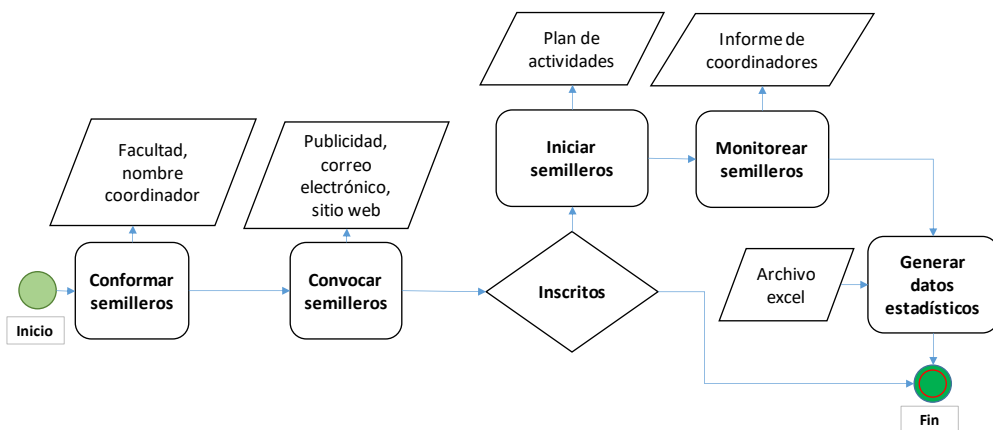 Plan de
actividades
Informe de
coordinadores
Facultad,
nombre
coordinador
Publicidad,
correo
electrónico,
sitio web
Iniciar
semilleros
Monitorear
semilleros
Conformar
semilleros
Convocar
semilleros
Inscritos
Archivo
excel
Generar
datos
estadísticos
Inicio
Fin